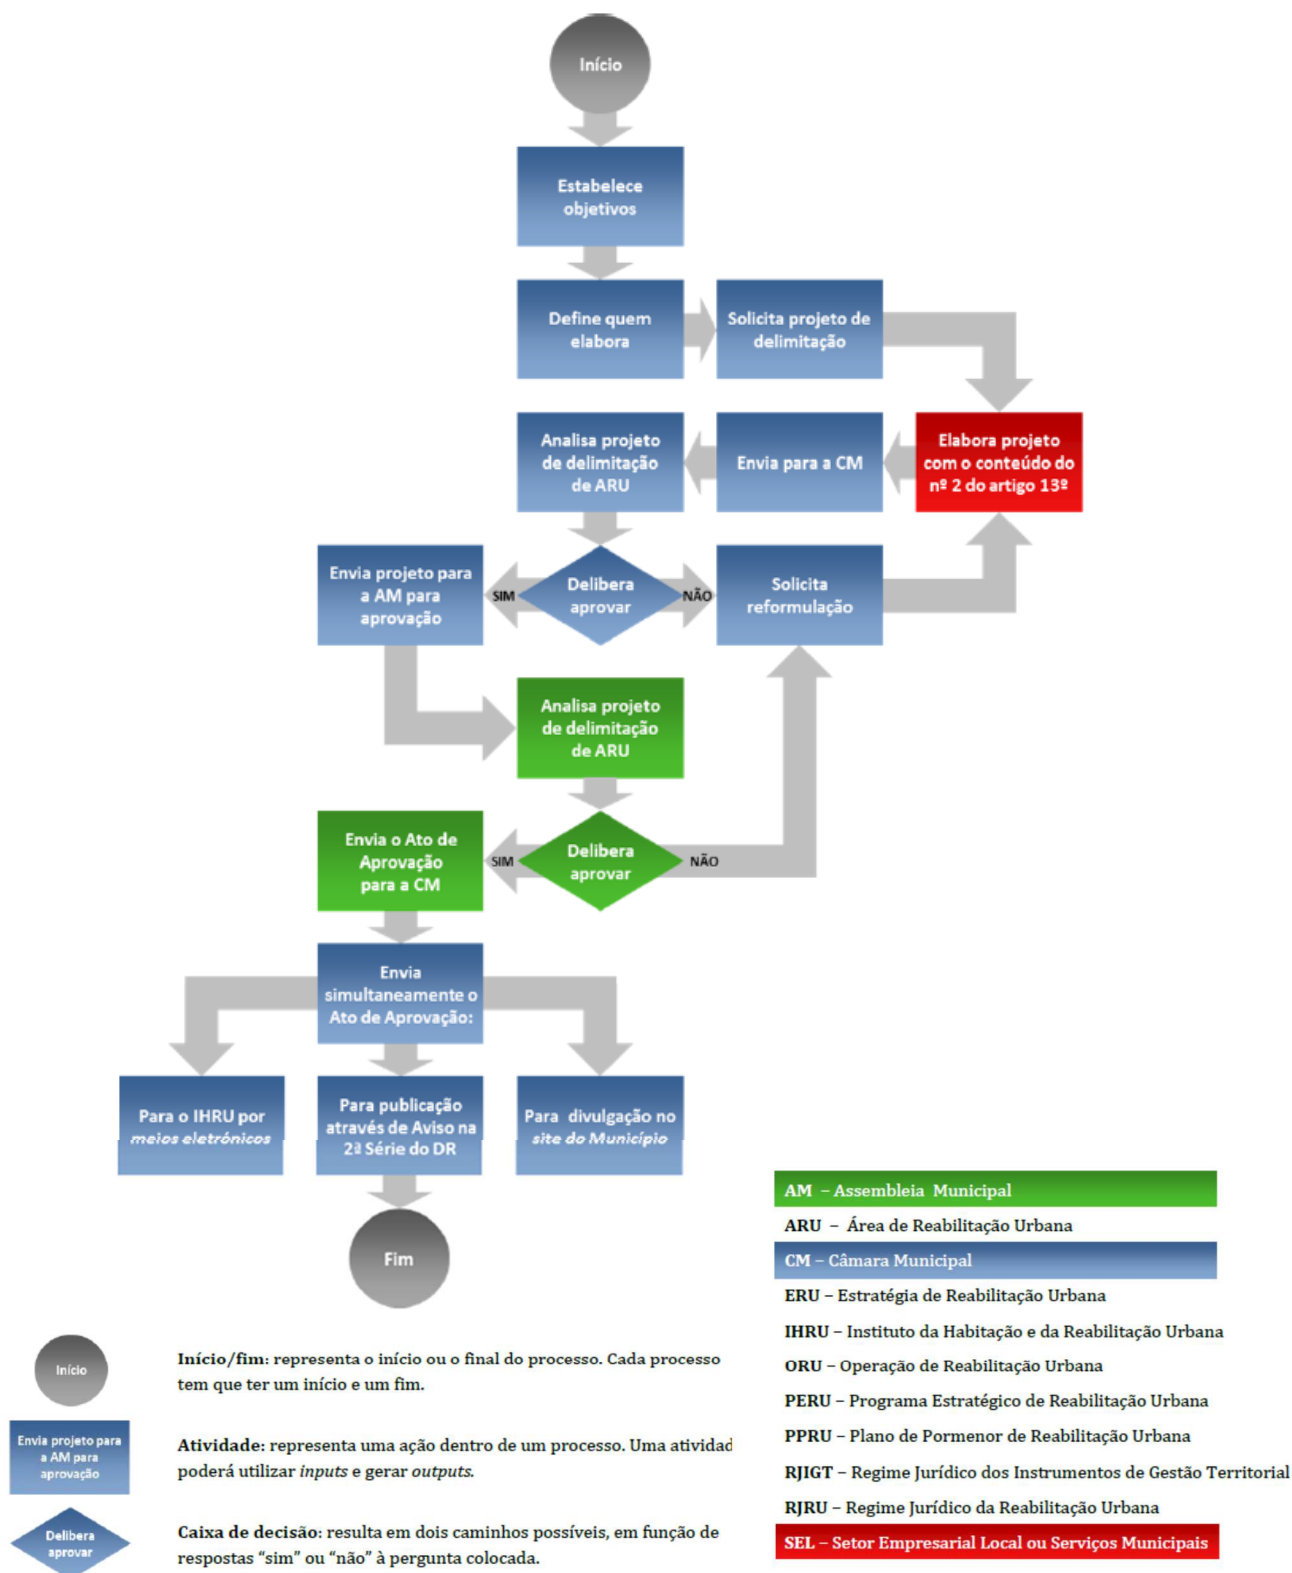 Início
Estabelece
objetivos
Define quem
elabora
Solicita projeto de
delimitação
Elabora projeto
com o conteúdo do
nº 2 do artigo 13º
Envia para a CM
Analisa projeto
de delimitação
de ARU
Delibera
aprovar
SIM
NÃO
Envia projeto para
a AM para
aprovação
Solicita
reformulação
Analisa projeto
de delimitação
de ARU
Delibera
aprovar
SIM
NÃO
Envia o Ato de
Aprovação
para a CM
Envia
simultaneamente o
Ato de Aprovação:
Para o IHRU por
meios eletrónicos
Para publicação
através de Aviso na
2ª Série do DR
Para divulgação no
site do Município
Fim
AM – Assembleia Municipal
ARU – Área de Reabilitação Urbana
CM – Câmara Municipal
ERU – Estratégia de Reabilitação Urbana
IHRU – Instituto da Habitação e da Reabilitação Urbana
ORU – Operação de Reabilitação Urbana
PERU – Programa Estratégico de Reabilitação Urbana
PPRU – Plano de Pormenor de Reabilitação Urbana
RJIGT – Regime Jurídico dos Instrumentos de Gestão Territorial
RJRU – Regime Jurídico da Reabilitação Urbana
SEL – Setor Empresarial Local ou Serviços Municipais
Início
Início/fim: representa o início ou o final do processo. Cada processo
tem que ter um início e um fim.
Envia projeto para
a AM para
aprovação
Atividade: representa uma ação dentro de um processo. Uma atividad
poderá utilizar inputs e gerar outputs.
Delibera
aprovar
Caixa de decisão: resulta em dois caminhos possíveis, em função de
respostas “sim” ou “não” à pergunta colocada.